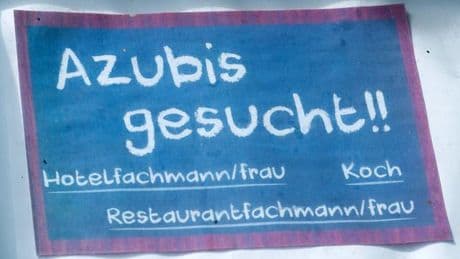 Azubis
gesucht!!
Hotelfachmann/frau Koch
Restaurantfachmann/frau